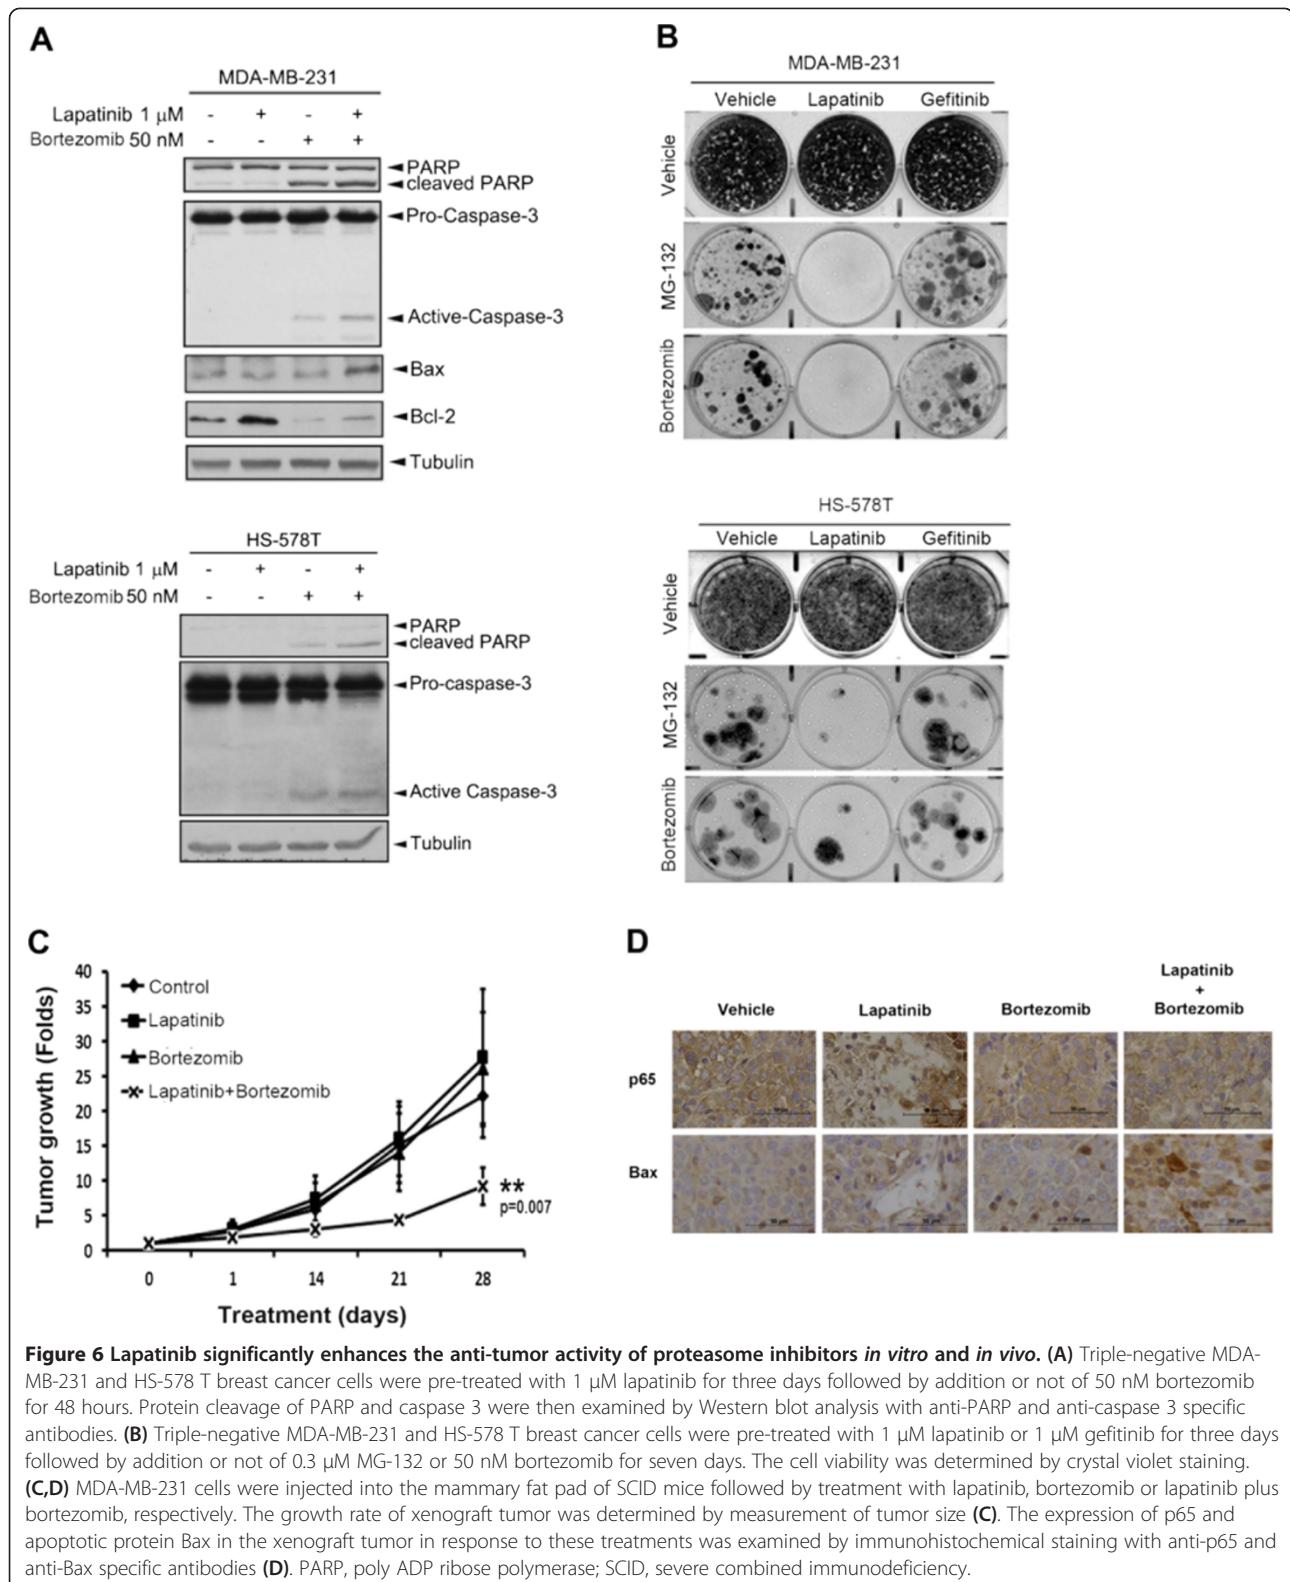 A
MDA-MB-231
Lapatinib 1 μM - + - +
Bortezomib 50 nM - - + +
PARP
cleaved PARP
Pro-Caspase-3
Active-Caspase-3
Bax
Bcl-2
Tubulin
HS-578T
Lapatinib 1 μM - + - +
Bortezomib 50 nM - - + +
PARP
cleaved PARP
Pro-caspase-3
Active Caspase-3
Tubulin
B
MDA-MB-231
Vehicle Lapatinib Gefitinib
Vehicle
MG-132
Bortezomib
HS-578T
Vehicle Lapatinib Gefitinib
Vehicle
MG-132
Bortezomib
C
Tumor growth (Folds)
40
35
30
25
20
15
10
5
0
Control
Lapatinib
Bortezomib
Lapatinib+Bortezomib
**
p=0.007
0 1 14 21 28
Treatment (days)
D
Vehicle Lapatinib Bortezomib Lapatinib
+
Bortezomib
p65
Bax
Figure 6 Lapatinib significantly enhances the anti-tumor activity of proteasome inhibitors in vitro and in vivo. (A) Triple-negative MDA-
MB-231 and HS-578 T breast cancer cells were pre-treated with 1 μM lapatinib for three days followed by addition or not of 50 nM bortezomib
for 48 hours. Protein cleavage of PARP and caspase 3 were then examined by Western blot analysis with anti-PARP and anti-caspase 3 specific
antibodies. (B) Triple-negative MDA-MB-231 and HS-578 T breast cancer cells were pre-treated with 1 μM lapatinib or 1 μM gefitinib for three days
followed by addition or not of 0.3 μM MG-132 or 50 nM bortezomib for seven days. The cell viability was determined by crystal violet staining.
(C,D) MDA-MB-231 cells were injected into the mammary fat pad of SCID mice followed by treatment with lapatinib, bortezomib or lapatinib plus
bortezomib, respectively. The growth rate of xenograft tumor was determined by measurement of tumor size (C). The expression of p65 and
apoptotic protein Bax in the xenograft tumor in response to these treatments was examined by immunohistochemical staining with anti-p65 and
anti-Bax specific antibodies (D). PARP, poly ADP ribose polymerase; SCID, severe combined immunodeficiency.